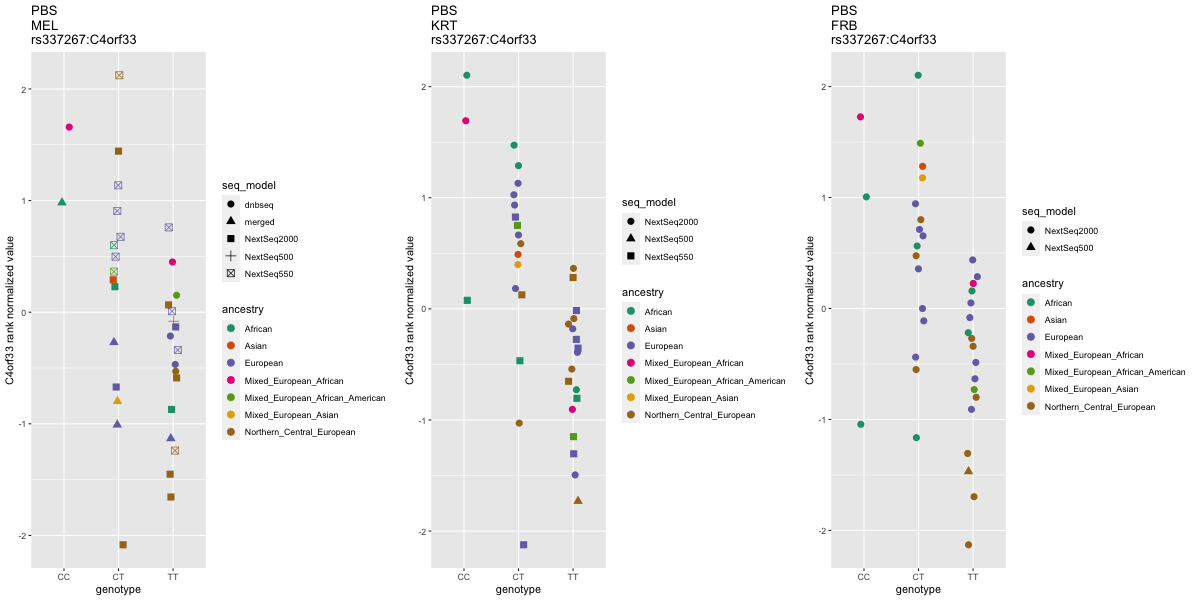 PBS
MEL
rs337267:C4orf33
C4orf33 rank normalized value
2
1
0
-1
-2
CC
CT
TT
genotype
seq_model
dnbseq
merged
NextSeq2000
NextSeq500
NextSeq550
ancestry
African
Asian
European
Mixed_European_African
Mixed_European_African_American
Mixed_European_Asian
Northern_Central_European
PBS
KRT
rs337267:C4orf33
C4orf33 rank normalized value
2
1
0
-1
-2
CC
CT
TT
genotype
seq_model
NextSeq2000
NextSeq500
NextSeq550
ancestry
African
Asian
European
Mixed_European_African
Mixed_European_African_American
Mixed_European_Asian
Northern_Central_European
PBS
FRB
rs337267:C4orf33
C4orf33 rank normalized value
2
1
0
-1
-2
CC
CT
TT
genotype
seq_model
NextSeq2000
NextSeq500
ancestry
African
Asian
European
Mixed_European_African
Mixed_European_African_American
Mixed_European_Asian
Northern_Central_European